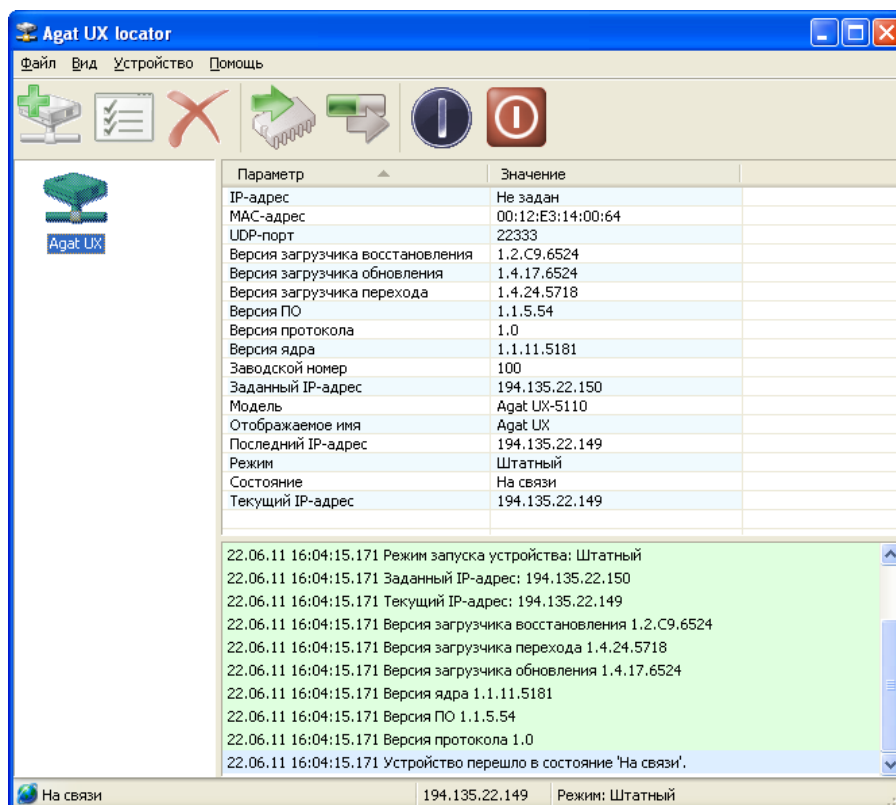 Agat UX locator
Файл Вид Устройство Помощь
Agat UX
Параметр Значение
IP-адрес Не задан
MAC-адрес 00:12:E3:14:00:64
UDP-порт 22333
Версия загрузчика восстановления 1.2.C9.6524
Версия загрузчика обновления 1.4.17.6524
Версия загрузчика перехода 1.4.24.5718
Версия ПО 1.1.5.54
Версия протокола 1.0
Версия ядра 1.1.11.5181
Заводской номер 100
Заданный IP-адрес 194.135.22.150
Модель Agat UX-5110
Отображаемое имя Agat UX
Последний IP-адрес 194.135.22.149
Режим Штатный
Состояние На связи
Текущий IP-адрес 194.135.22.149
22.06.11 16:04:15.171 Режим запуска устройства: Штатный
22.06.11 16:04:15.171 Заданный IP-адрес: 194.135.22.150
22.06.11 16:04:15.171 Текущий IP-адрес: 194.135.22.149
22.06.11 16:04:15.171 Версия загрузчика восстановления 1.2.C9.6524
22.06.11 16:04:15.171 Версия загрузчика перехода 1.4.24.5718
22.06.11 16:04:15.171 Версия загрузчика обновления 1.4.17.6524
22.06.11 16:04:15.171 Версия ядра 1.1.11.5181
22.06.11 16:04:15.171 Версия ПО 1.1.5.54
22.06.11 16:04:15.171 Версия протокола 1.0
22.06.11 16:04:15.171 Устройство перешло в состояние 'На связи'.
На связи 194.135.22.149 Режим: Штатный